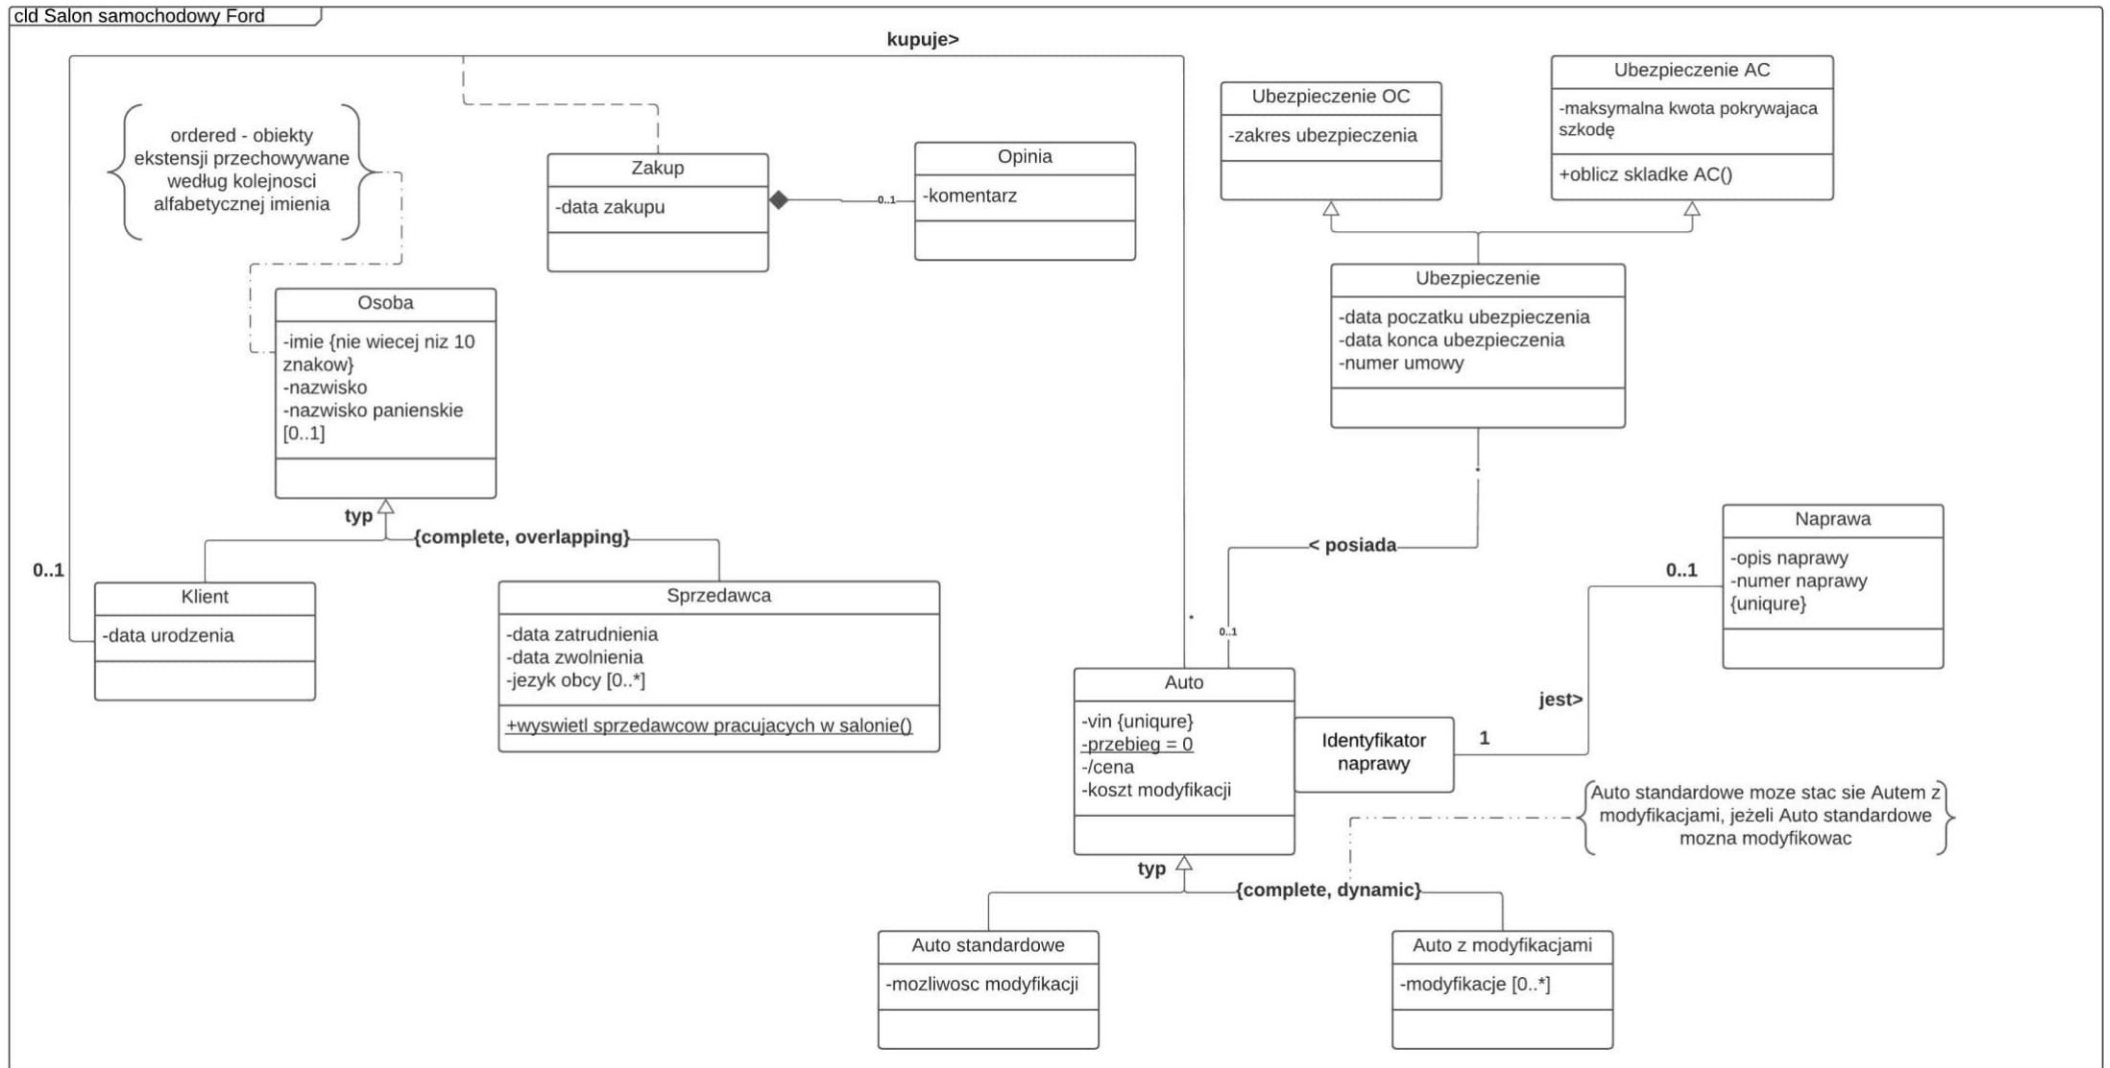 cld Salon samochodowy Ford
kupuje>
ordered - obiekty
ekstensji przechowywane
według kolejnosci
alfabetycznej imienia
Zakup
-data zakupu
0..1
Opinia
-komentarz
Ubezpieczenie OC
-zakres ubezpieczenia
Ubezpieczenie AC
-maksymalna kwota pokrywajaca
szkodę
+oblicz skladke AC()
Ubezpieczenie
-data poczatku ubezpieczenia
-data konca ubezpieczenia
-numer umowy
*
< posiada
0..1
Osoba
-imie {nie wiecej niz 10
znakow}
-nazwisko
-nazwisko panienskie
[0..1]
typ
{complete, overlapping}
0..1
Klient
-data urodzenia
Sprzedawca
-data zatrudnienia
-data zwolnienia
-jezyk obcy [0..*]
+wyswietl sprzedawcow pracujacych w salonie()
*
Auto
-vin {uniqure}
-przebieg = 0
-/cena
-koszt modyfikacji
Identyfikator
naprawy
1
jest>
0..1
Naprawa
-opis naprawy
-numer naprawy
{uniqure}
Auto standardowe moze stac sie Autem z
modyfikacjami, jeżeli Auto standardowe
mozna modyfikowac
typ
{complete, dynamic}
Auto standardowe
-mozliwosc modyfikacji
Auto z modyfikacjami
-modyfikacje [0..*]